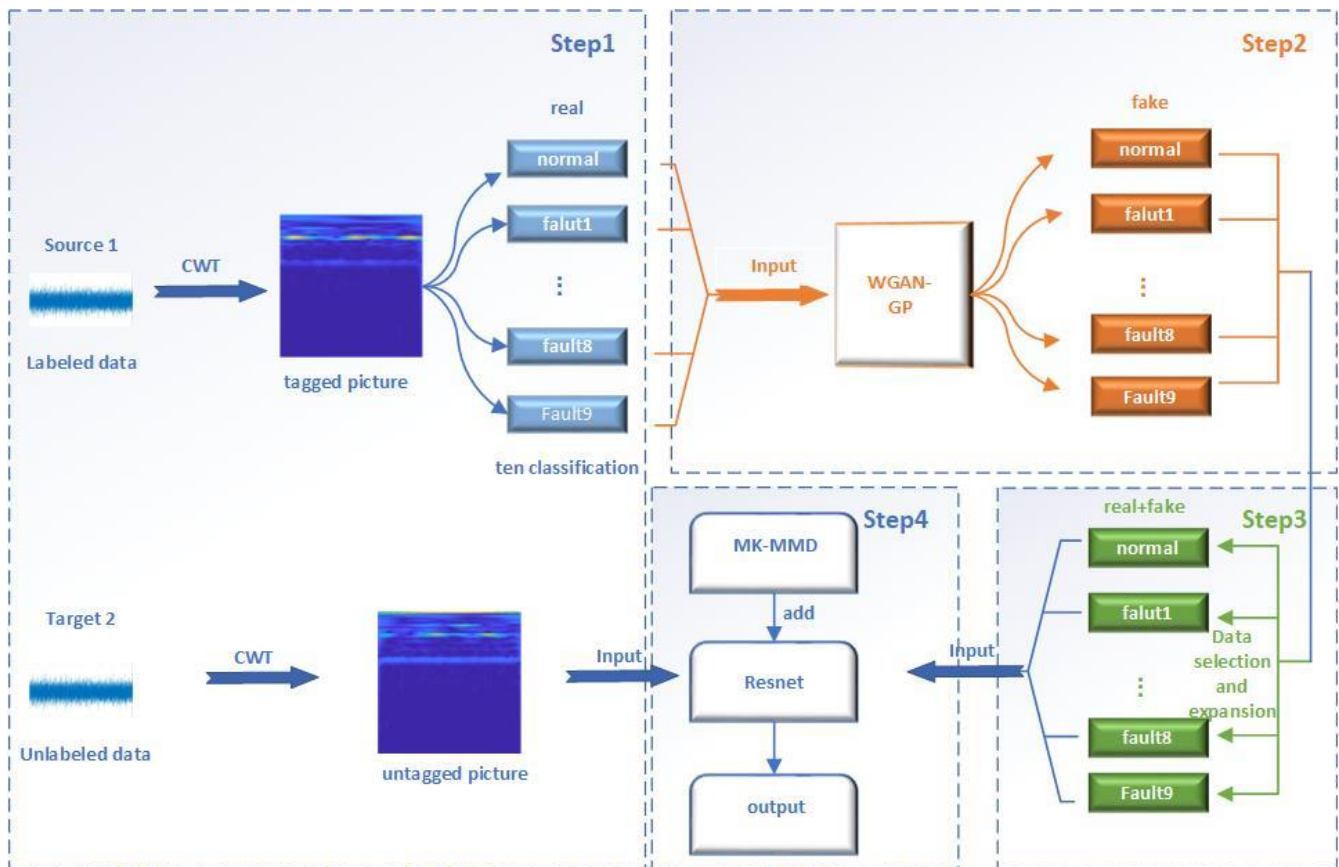 Step1
real
normal
falut1
Source 1
CWT
Labeled data
tagged picture
fault8
Fault9
ten classification
Target 2
CWT
Unlabeled data
untagged picture
Input
Step2
fake
Input
WGAN-
GP
normal
falut1
fault8
Fault9
Step4
MK-MMD
add
Resnet
output
Input
real+fake
Step3
normal
falut1
Data
selection
and
expansion
fault8
Fault9